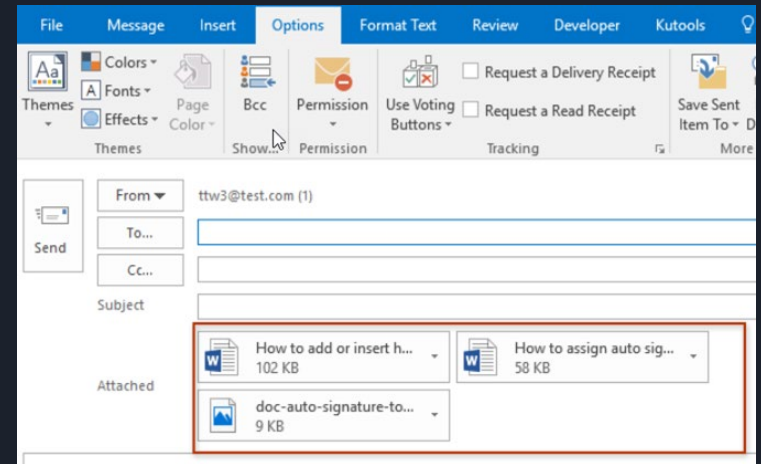 File Message Insert Options Format Text Review Developer Kutools
Aa Colors
A Fonts
Effects
Themes
Page
Color
Themes
Bcc
Show...
Permission
Permission
Use Voting
Buttons
Request a Delivery Receipt
Request a Read Receipt
Tracking
Save Sent
Item To
D
More
Send
From ttw3@test.com (1)
To...
Cc...
Subject
Attached
How to add or insert h...
102 KB
How to assign auto sig...
58 KB
doc-auto-signature-to...
9 KB